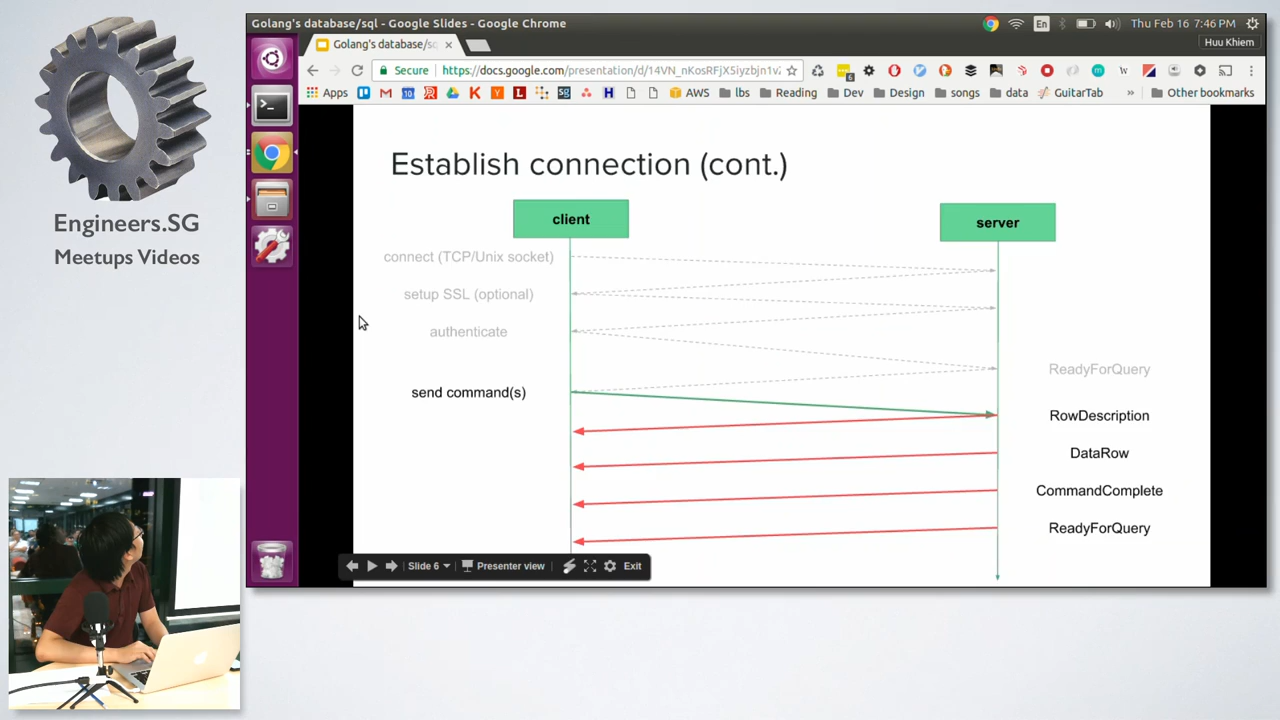 Engineers.SG
Meetups Videos
Golang's database/sql - Google Slides - Google Chrome
En
Thu Feb 16 7:46 PM
Golang's database/sq
Huu Khiem
Secure
https://docs.google.com/presentation/d/14VN_nKosRFjX5iyzbjn1v
Apps
AWS
lbs
Reading
Dev
Design
songs
data
GuitarTab
»
Other bookmarks
Establish connection (cont.)
client
server
connect (TCP/Unix socket)
setup SSL (optional)
authenticate
ReadyForQuery
send command(s)
RowDescription
DataRow
CommandComplete
ReadyForQuery
Slide 6
Presenter view
Exit